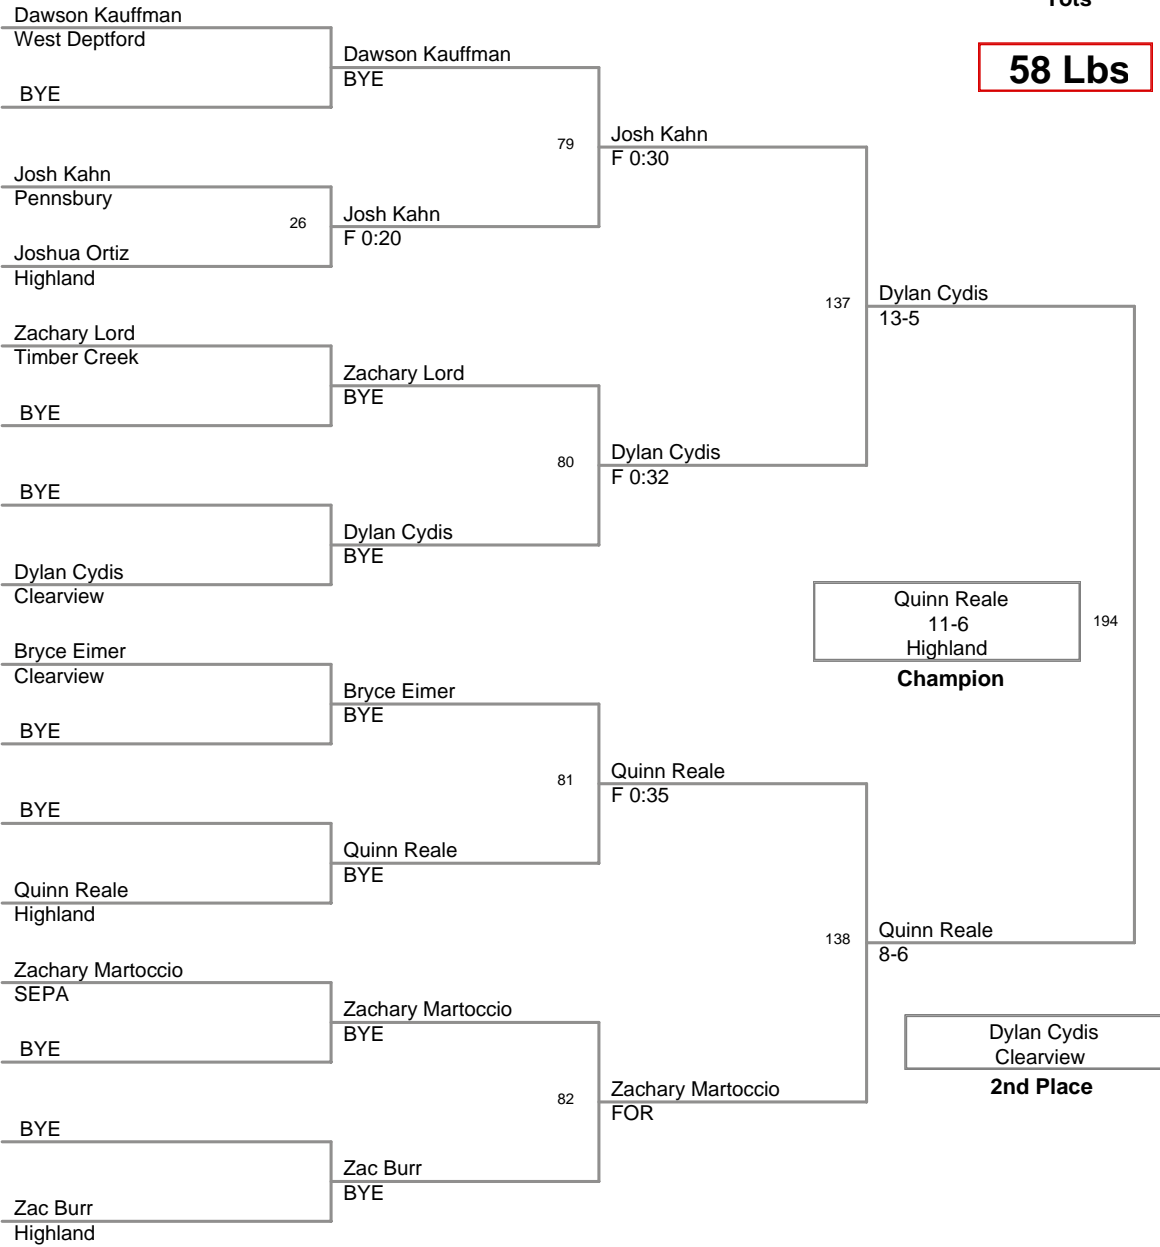 Tots
58 Lbs
Dawson Kauffman
West Deptford
BYE
Josh Kahn
Pennsbury
Joshua Ortiz
Highland
Zachary Lord
Timber Creek
BYE
BYE
Dylan Cydis
Clearview
Bryce Eimer
Clearview
BYE
BYE
Quinn Reale
Highland
Zachary Martoccio
SEPA
BYE
BYE
Zac Burr
Highland
26
Dawson Kauffman
BYE
Josh Kahn
F 0:20
Zachary Lord
BYE
Dylan Cydis
BYE
Bryce Eimer
BYE
Quinn Reale
BYE
Zachary Martoccio
BYE
Zac Burr
BYE
79
80
81
82
Josh Kahn
F 0:30
Dylan Cydis
F 0:32
Quinn Reale
F 0:35
Zachary Martoccio
FOR
137
138
Dylan Cydis
13-5
Quinn Reale
8-6
194
Quinn Reale
11-6
Highland
Champion
Dylan Cydis
Clearview
2nd Place